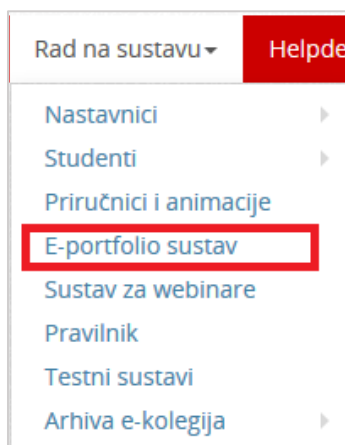 Rad na sustavu Helpde
Nastavnici
Studenti
Priručnici i animacije
E-portfolio sustav
Sustav za webinare
Pravilnik
Testni sustavi
Arhiva e-kolegija